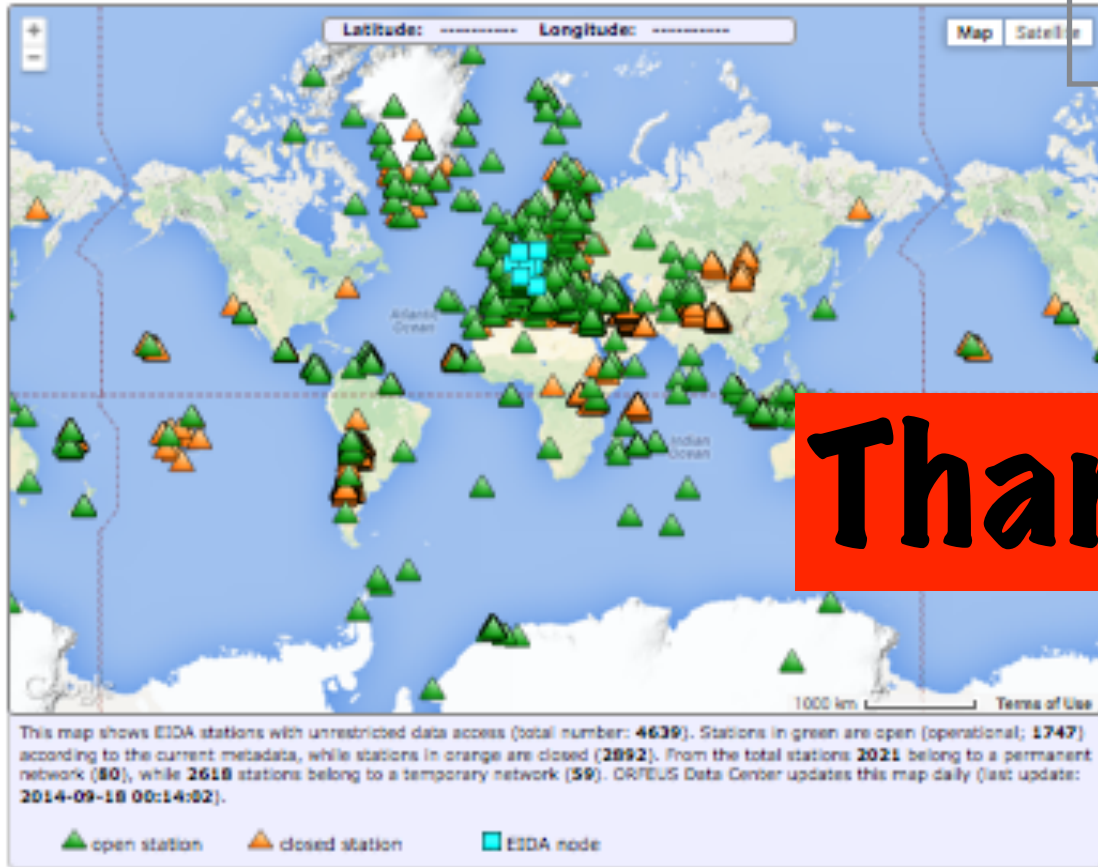 +
Latitude: ---------- Longitude: ----------
Map Satellite
−
Atlantic
Ocean
Indian
Ocean
Than
Google
1000 km Terms of Use
This map shows EIDA stations with unrestricted data access (total number: 4639). Stations in green are open (operational; 1747)
according to the current metadata, while stations in orange are closed (2892). From the total stations 2021 belong to a permanent
network (80), while 2618 stations belong to a temporary network (59). ORFEUS Data Center updates this map daily (last update:
2014-09-18 00:14:02).
open station closed station EIDA node